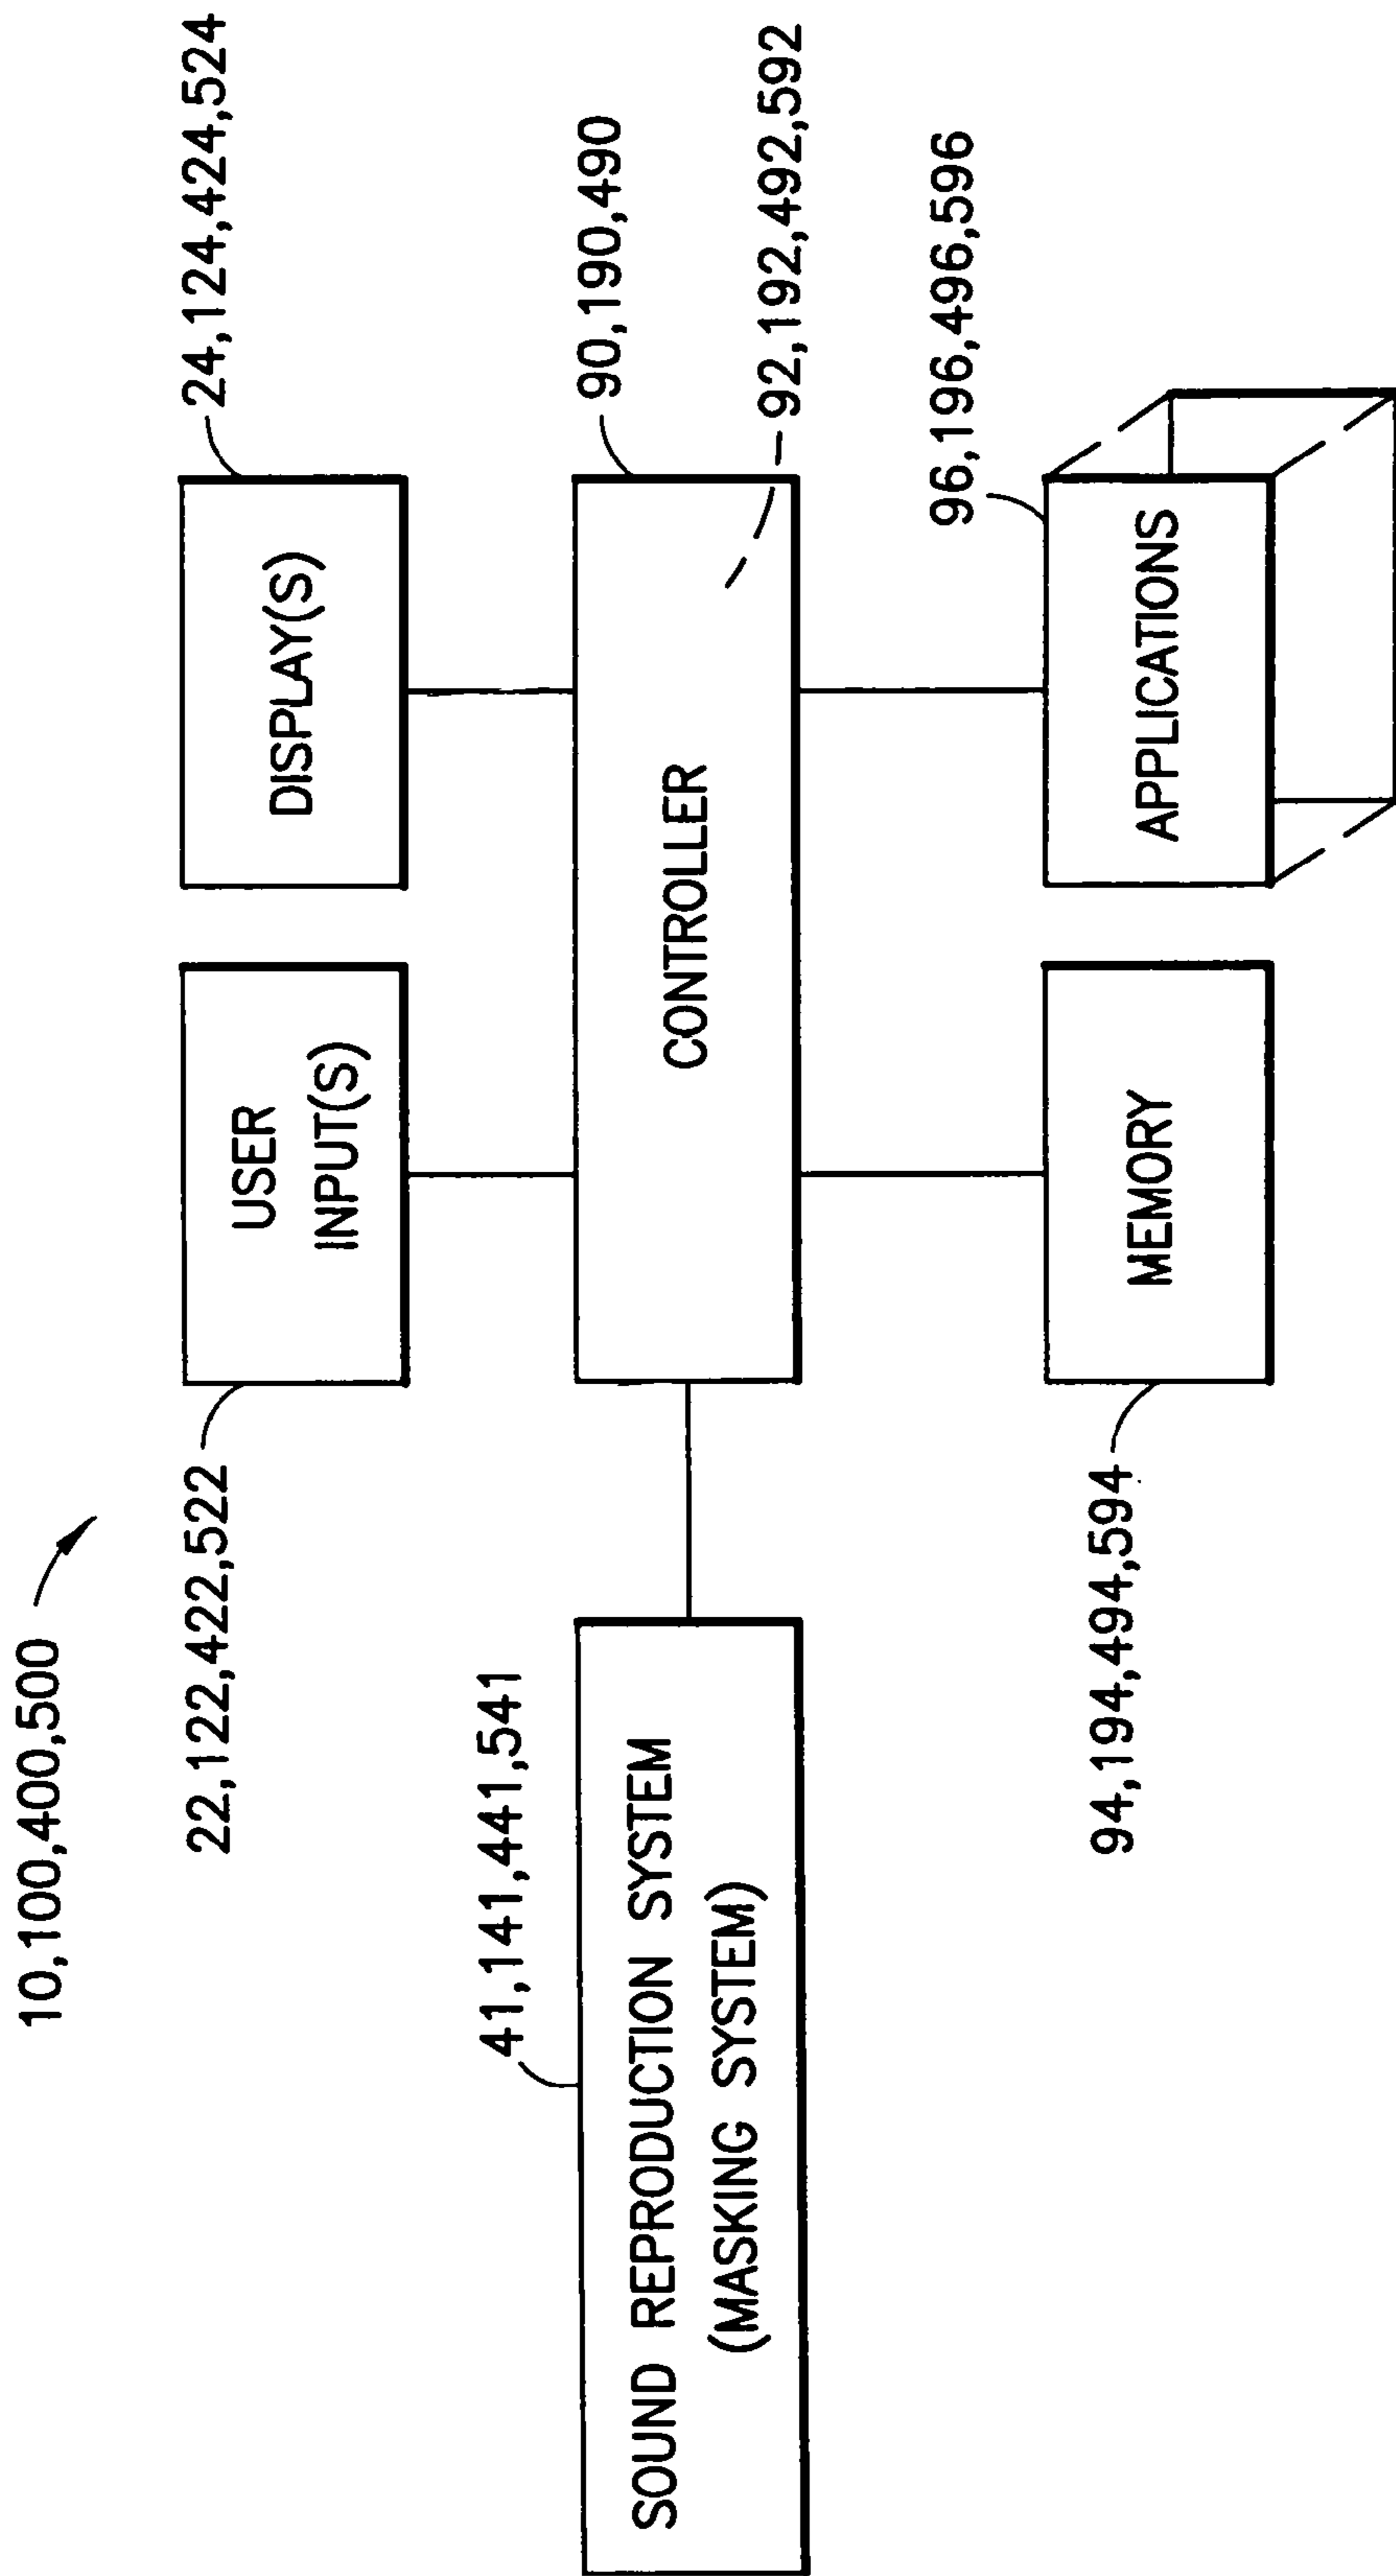 10,100,400,500
22,122,422,522
24,124,424,524
USER
INPUT(S)
DISPLAY(S)
41,141,441,541
90,190,490
SOUND REPRODUCTION SYSTEM
(MASKING SYSTEM)
CONTROLLER
92,192,492,592
94,194,494,594
96,196,496,596
MEMORY
APPLICATIONS